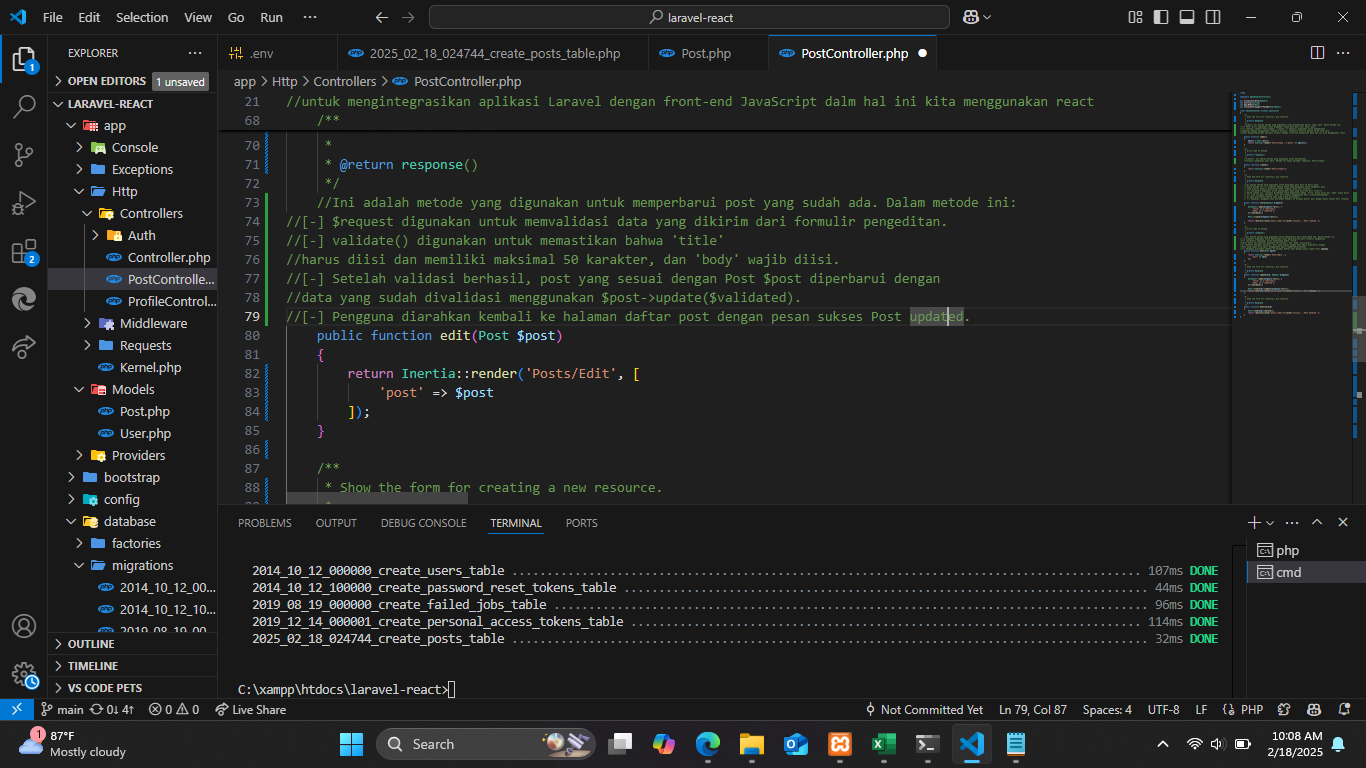 File Edit Selection View Go Run ··· laravel-react
EXPLORER ···
.env 2025_02_18_024744_create_posts_table.php Post.php PostController.php
OPEN EDITORS 1 unsaved
app > Http > Controllers > PostController.php
LARAVEL-REACT
app
Console
Exceptions
Http
Controllers
Auth
Controller.php
PostControlle...
ProfileControl...
Middleware
Requests
Kernel.php
Models
Post.php
User.php
Providers
bootstrap
config
database
factories
migrations
2014_10_12_00...
2014_10_12_10...
2019_08_19_00
OUTLINE
TIMELINE
VS CODE PETS
21 //untuk mengintegrasikan aplikasi Laravel dengan front-end JavaScript dalm hal ini kita menggunakan react
68 /**
70 *
71 * @return response()
72 */
73 //Ini adalah metode yang digunakan untuk memperbarui post yang sudah ada. Dalam metode ini:
74 //[-] $request digunakan untuk memvalidasi data yang dikirim dari formulir pengeditan.
75 //[-] validate() digunakan untuk memastikan bahwa 'title'
76 //harus diisi dan memiliki maksimal 50 karakter, dan 'body' wajib diisi.
77 //[-] Setelah validasi berhasil, post yang sesuai dengan Post $post diperbarui dengan
78 //data yang sudah divalidasi menggunakan $post->update($validated).
79 //[-] Pengguna diarahkan kembali ke halaman daftar post dengan pesan sukses Post updated.
80 public function edit(Post $post)
81 {
82 return Inertia::render('Posts/Edit', [
83 'post' => $post
84 ]);
85 }
86
87 /**
88 * Show the form for creating a new resource.
PROBLEMS OUTPUT DEBUG CONSOLE TERMINAL PORTS
php
cmd
2014_10_12_000000_create_users_table ........ 107ms DONE
2014_10_12_100000_create_password_reset_tokens_table ........ 44ms DONE
2019_08_19_000000_create_failed_jobs_table ........ 96ms DONE
2019_12_14_000001_create_personal_access_tokens_table ........ 114ms DONE
2025_02_18_024744_create_posts_table ........ 32ms DONE
C:\xampp\htdocs\laravel-react>
main 0↓ 4↑ 0 0 Live Share Not Committed Yet Ln 79, Col 87 Spaces: 4 UTF-8 LF PHP
1 87°F
Mostly cloudy
Search
10:08 AM
2/18/2025